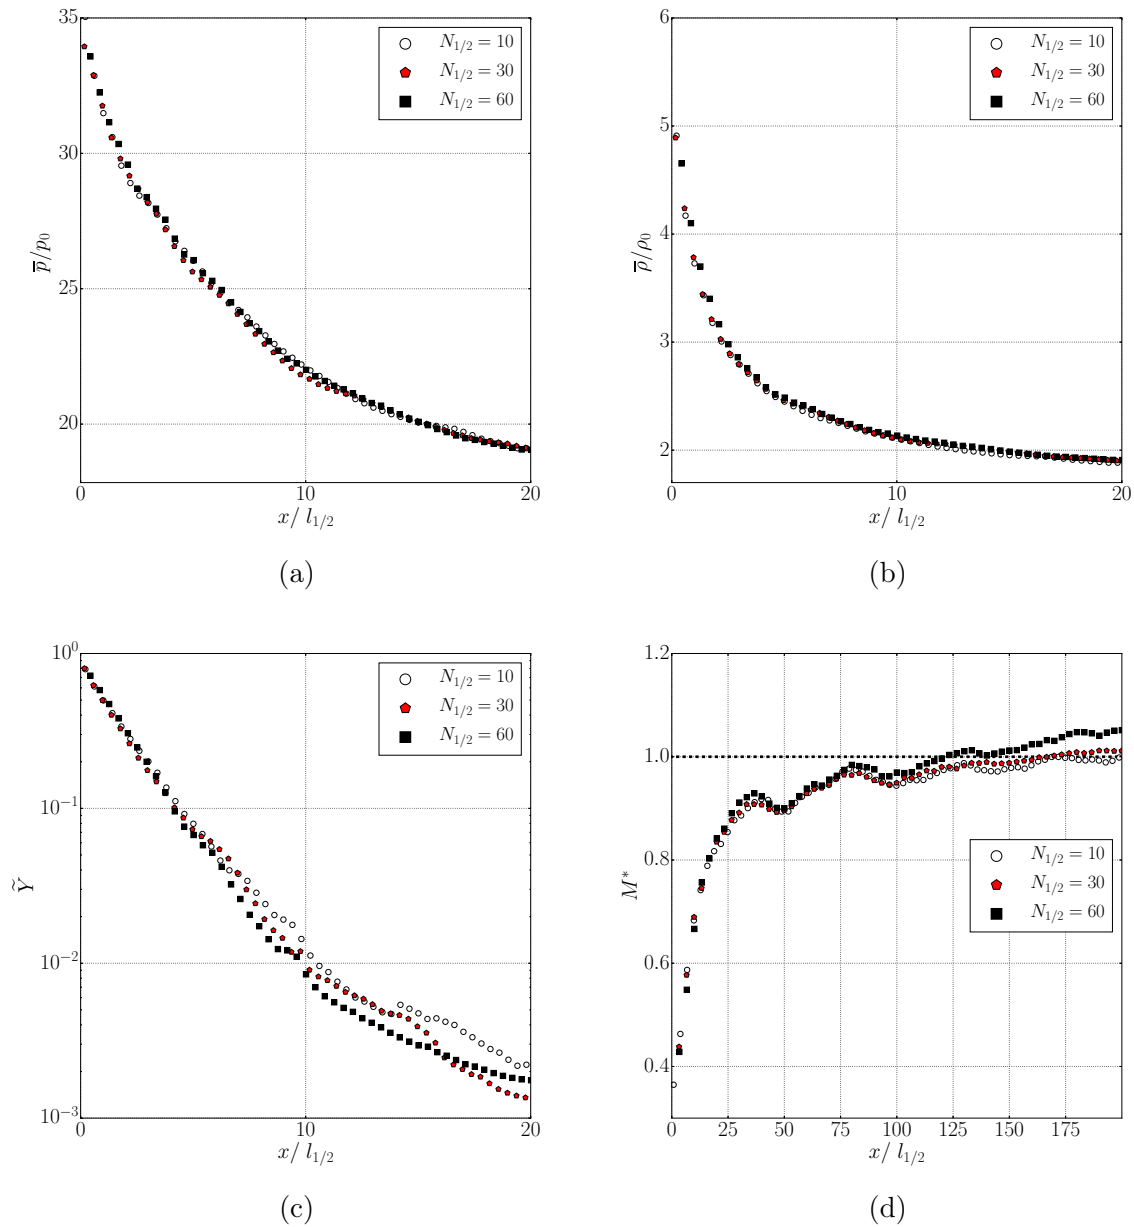 35
30
25
20
0
10
20
p̅/p₀
x/ l₁/₂
N₁/₂ = 10
N₁/₂ = 30
N₁/₂ = 60
(a)
6
5
4
3
2
0
10
20
ρ̅/ρ₀
x/ l₁/₂
N₁/₂ = 10
N₁/₂ = 30
N₁/₂ = 60
(b)
10⁰
10⁻¹
10⁻²
10⁻³
0
10
20
Ỹ
x/ l₁/₂
N₁/₂ = 10
N₁/₂ = 30
N₁/₂ = 60
(c)
1.2
1.0
0.8
0.6
0.4
0 25 50 75 100 125 150 175
M*
x/ l₁/₂
N₁/₂ = 10
N₁/₂ = 30
N₁/₂ = 60
(d)